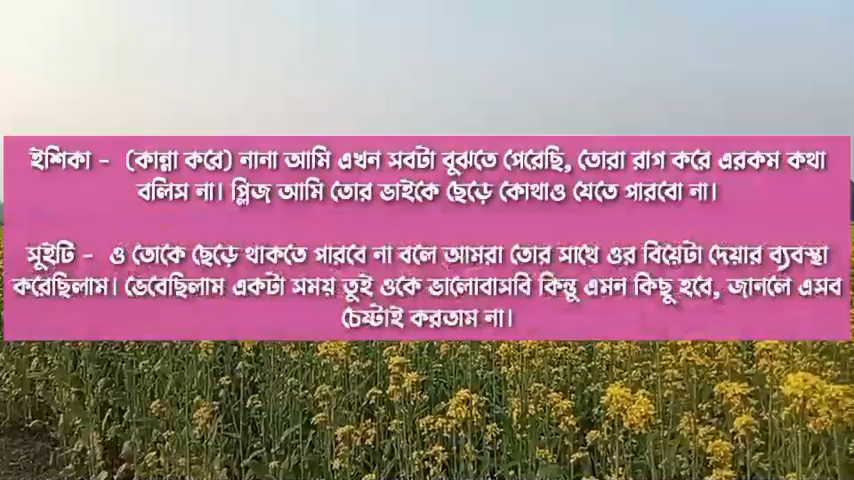 ইশিকা - (কান্না করে) নানা আমি এখন সবটা বুঝতে পেরেছি, তোরা রাগ করে এরকম কথা
বলিস না। প্লিজ আমি তোর ভাইকে ছেড়ে কোথাও যেতে পারবো না।
সুইটি - ও তোকে ছেড়ে থাকতে পারবে না বলে আমরা তোর সাথে ওর বিয়েটা দেয়ার ব্যবস্থা
করেছিলাম। ভেবেছিলাম একটা সময় তুই ওকে ভালোবাসবি কিন্তু এমন কিছু হবে, জানলে এসব
চেষ্টাই করতাম না।